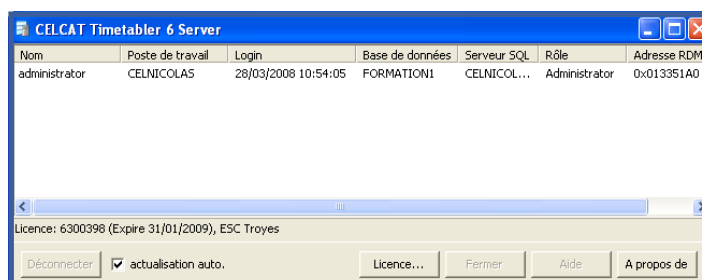 CELCAT Timetabler 6 Server
Nom Poste de travail Login Base de données Serveur SQL Rôle Adresse RDM
administrator CELNICOLAS 28/03/2008 10:54:05 FORMATION1 CELNICOL... Administrator 0x013351A0
Licence: 6300398 (Expire 31/01/2009), ESC Troyes
Déconnecter actualisation auto. Licence... Fermer Aide A propos de